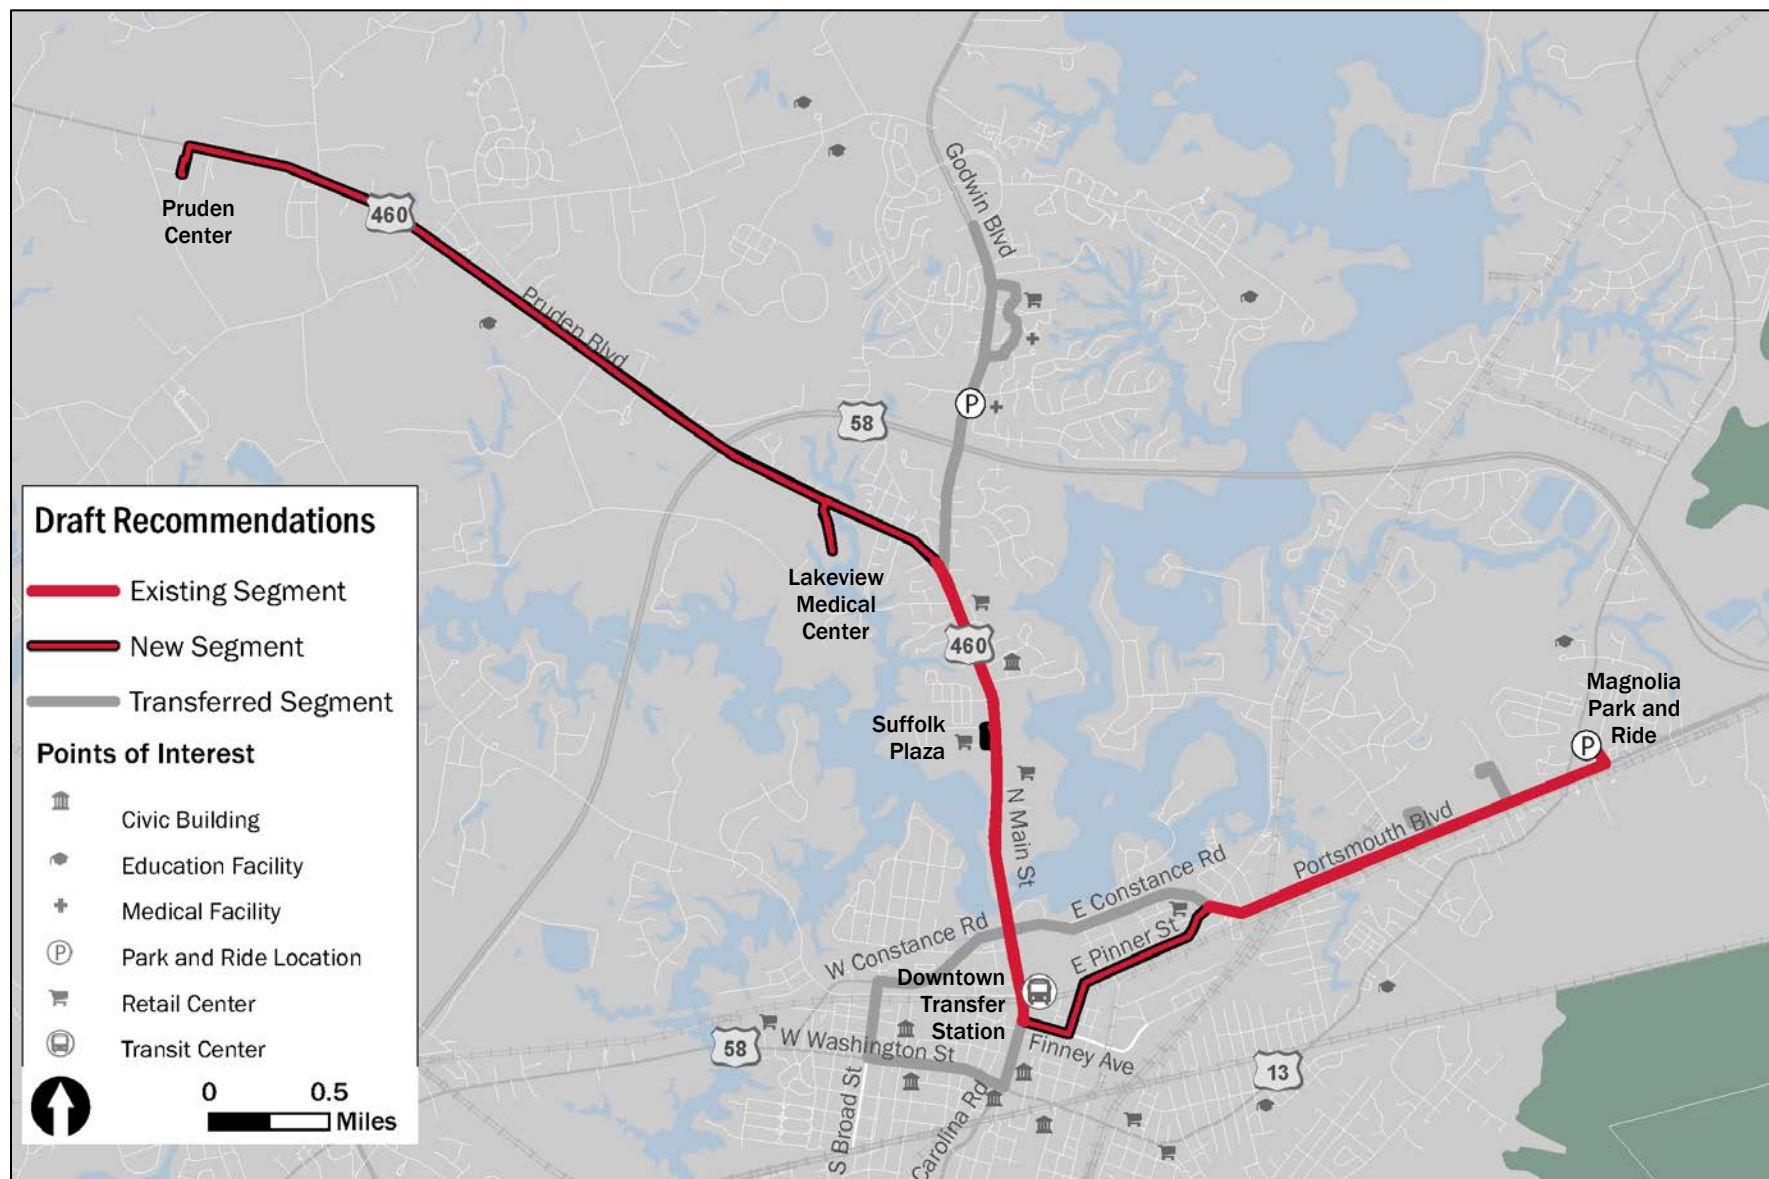 Godwin Blvd
460
Pruden
Center
Pruden Blvd
P
58
Draft Recommendations
Existing Segment
New Segment
Transferred Segment
Points of Interest
Civic Building
Education Facility
Medical Facility
P
Park and Ride Location
Retail Center
Transit Center
0
0.5
Miles
Lakeview
Medical
Center
460
Suffolk
Plaza
N Main St
Magnolia
Park and
Ride
P
Portsmouth Blvd
E Constance Rd
W Constance Rd
E Pinner St
Downtown
Transfer
Station
Finney Ave
58
W Washington St
13
S Broad St
Carolina Rd